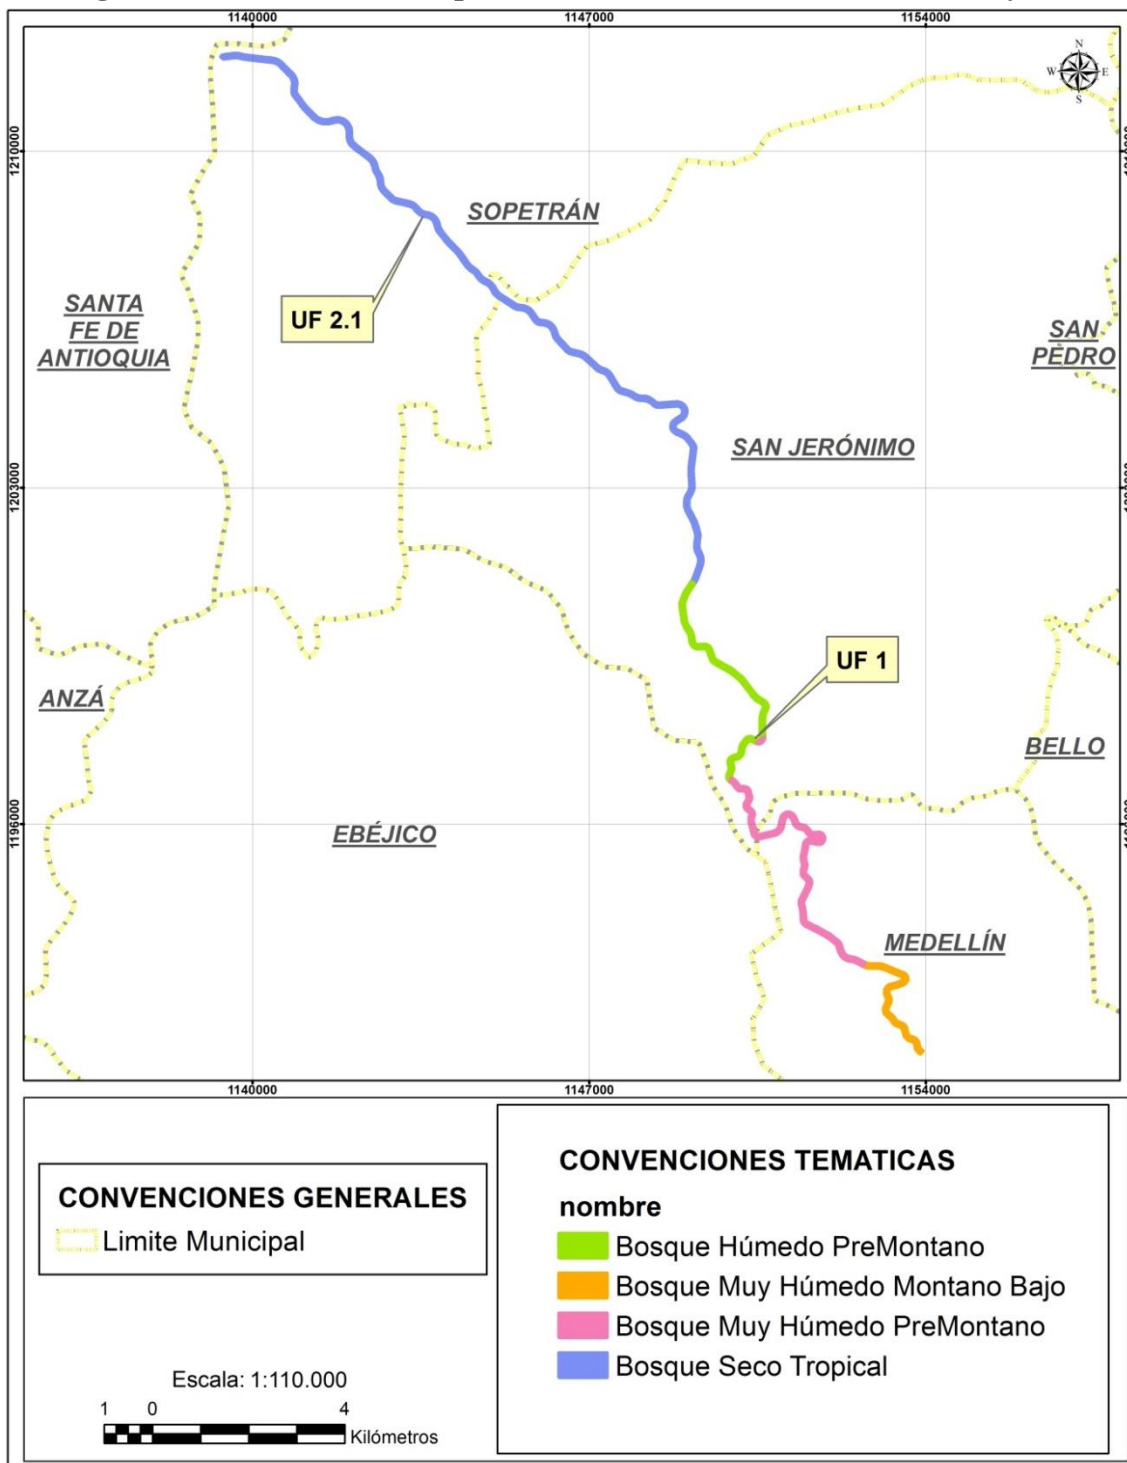 1140000 1147000 1154000
N
W E
S
1210000
SOPETRÁN
SANTA
FE DE
ANTIOQUIA
UF 2.1
SAN
PEDRO
SAN JERÓNIMO
1203000
UF 1
ANZÁ
BELLO
1196000
EBÉJICO
MEDELLÍN
1140000 1147000 1154000
CONVENCIONES GENERALES
Limite Municipal
Escala: 1:110.000
1 0 4
Kilómetros
CONVENCIONES TEMATICAS
nombre
Bosque Húmedo PreMontano
Bosque Muy Húmedo Montano Bajo
Bosque Muy Húmedo PreMontano
Bosque Seco Tropical